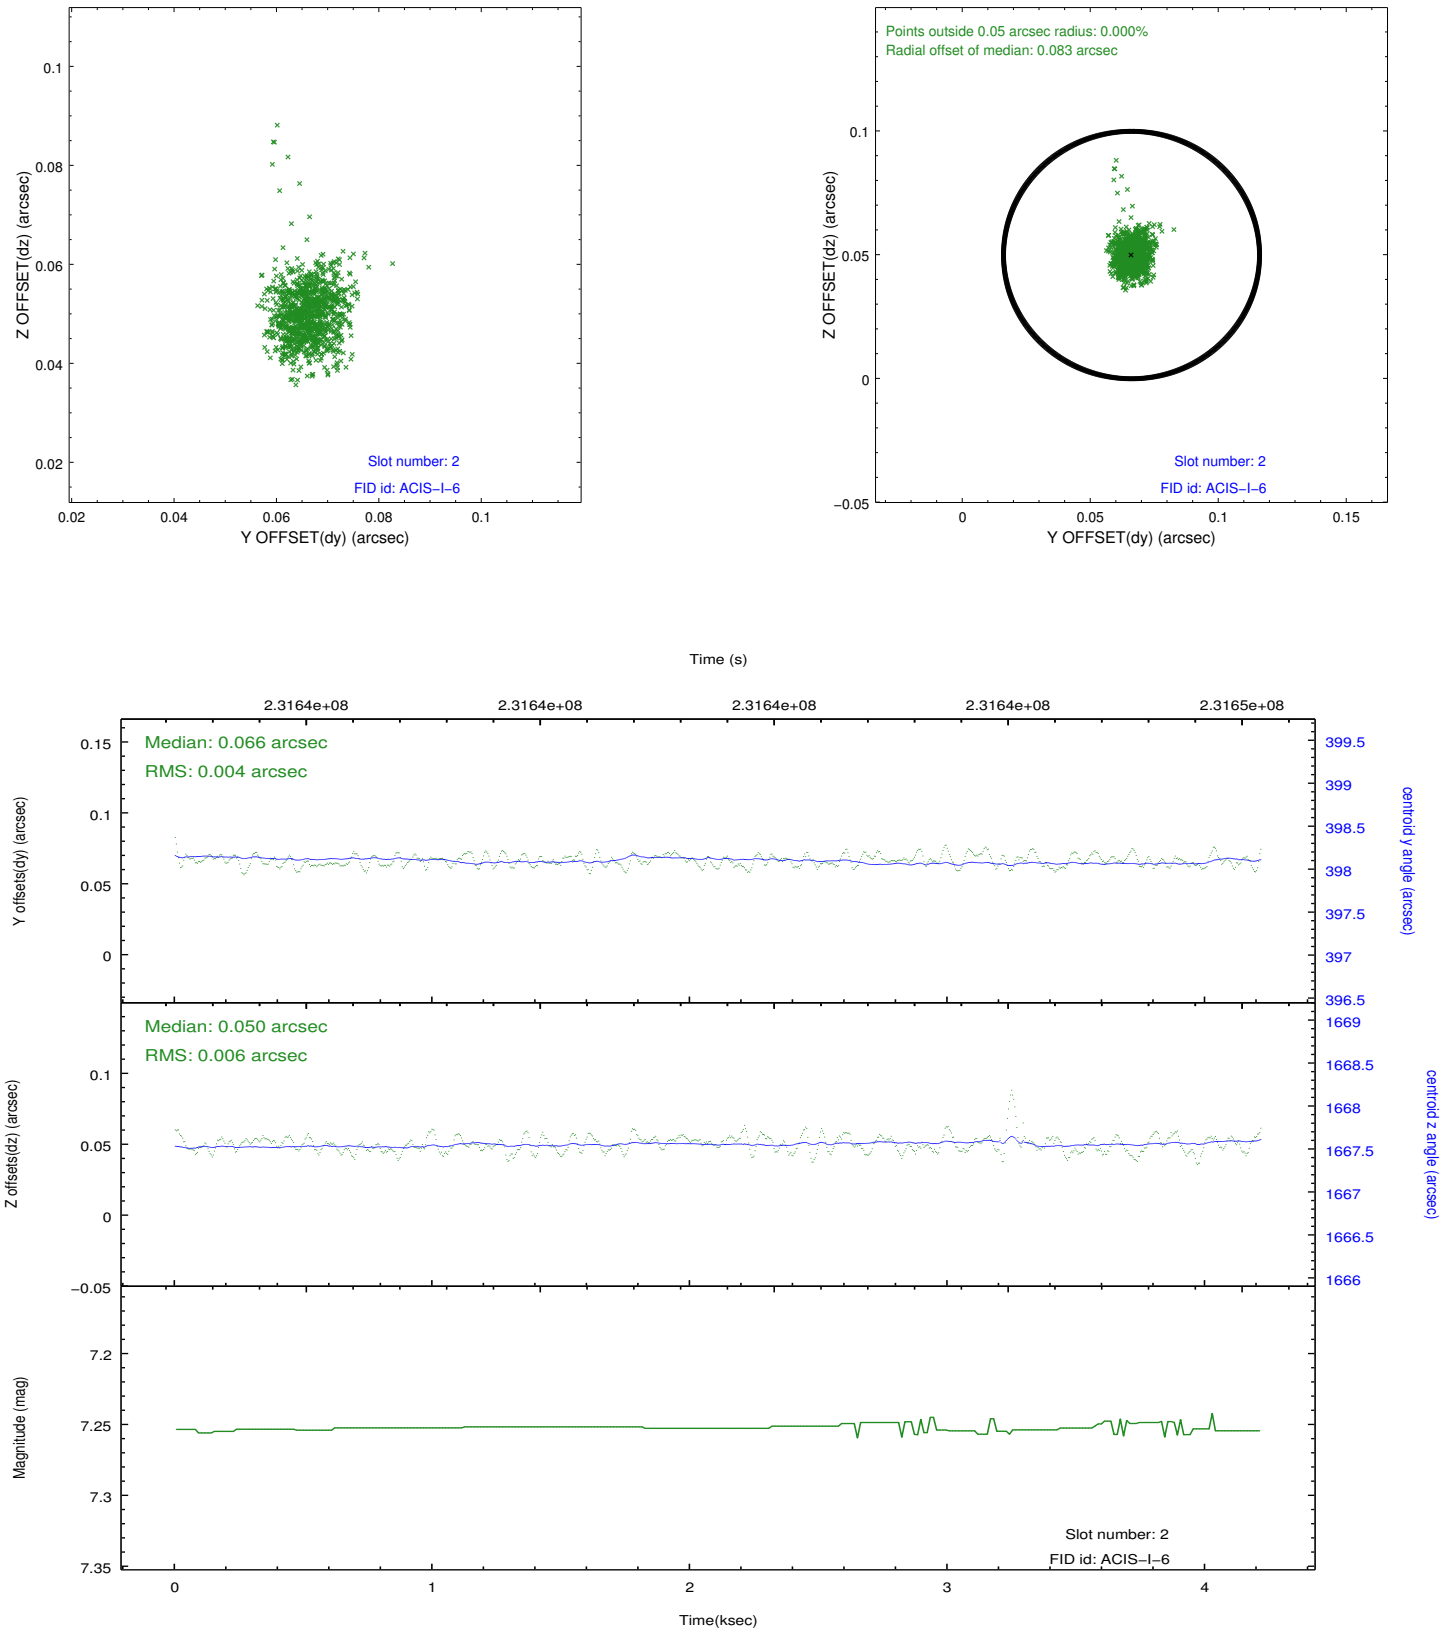 0.1
0.08
0.06
0.04
0.02
Z OFFSET(dz) (arcsec)
0.02 0.04 0.06 0.08 0.1
Y OFFSET(dy) (arcsec)
Slot number: 2
FID id: ACIS−I−6
Points outside 0.05 arcsec radius: 0.000%
Radial offset of median: 0.083 arcsec
0.1
0.05
0
−0.05
Z OFFSET(dz) (arcsec)
0 0.05 0.1 0.15
Y OFFSET(dy) (arcsec)
Slot number: 2
FID id: ACIS−I−6
Time (s)
2.3164e+08 2.3164e+08 2.3164e+08 2.3164e+08 2.3165e+08
Median: 0.066 arcsec
RMS: 0.004 arcsec
0.15
0.1
0.05
0
Y offsets(dy) (arcsec)
399.5
399
398.5
398
397.5
397
396.5
centroid y angle (arcsec)
Median: 0.050 arcsec
RMS: 0.006 arcsec
0.1
0.05
0
−0.05
Z offsets(dz) (arcsec)
1669
1668.5
1668
1667.5
1667
1666.5
1666
centroid z angle (arcsec)
7.2
7.25
7.3
7.35
Magnitude (mag)
Slot number: 2
FID id: ACIS−I−6
0 1 2 3 4
Time(ksec)